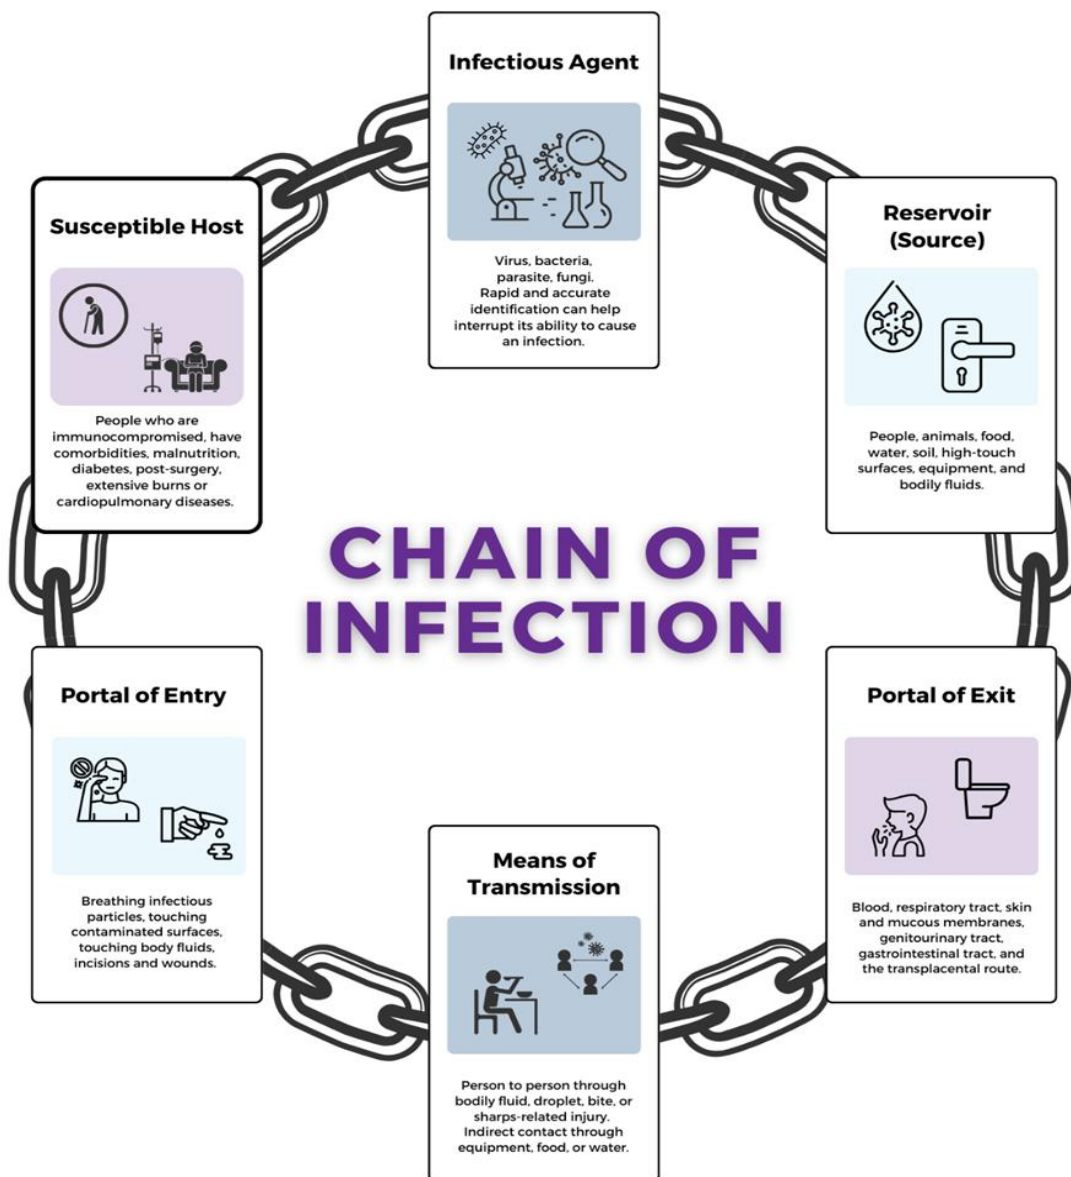 Infectious Agent
Virus, bacteria,
parasite, fungi.
Rapid and accurate
identification can help
interrupt its ability to cause
an infection.
Reservoir
(Source)
People, animals, food,
water, soil, high-touch
surfaces, equipment, and
bodily fluids.
Susceptible Host
People who are
immunocompromised, have
comorbidities, malnutrition,
diabetes, post-surgery,
extensive burns or
cardiopulmonary diseases.
CHAIN OF
INFECTION
Portal of Entry
Breathing infectious
particles, touching
contaminated surfaces,
touching body fluids,
incisions and wounds.
Portal of Exit
Blood, respiratory tract, skin
and mucous membranes,
genitourinary tract,
gastrointestinal tract, and
the transplacental route.
Means of
Transmission
Person to person through
bodily fluid, droplet, bite, or
sharps-related injury.
Indirect contact through
equipment, food, or water.